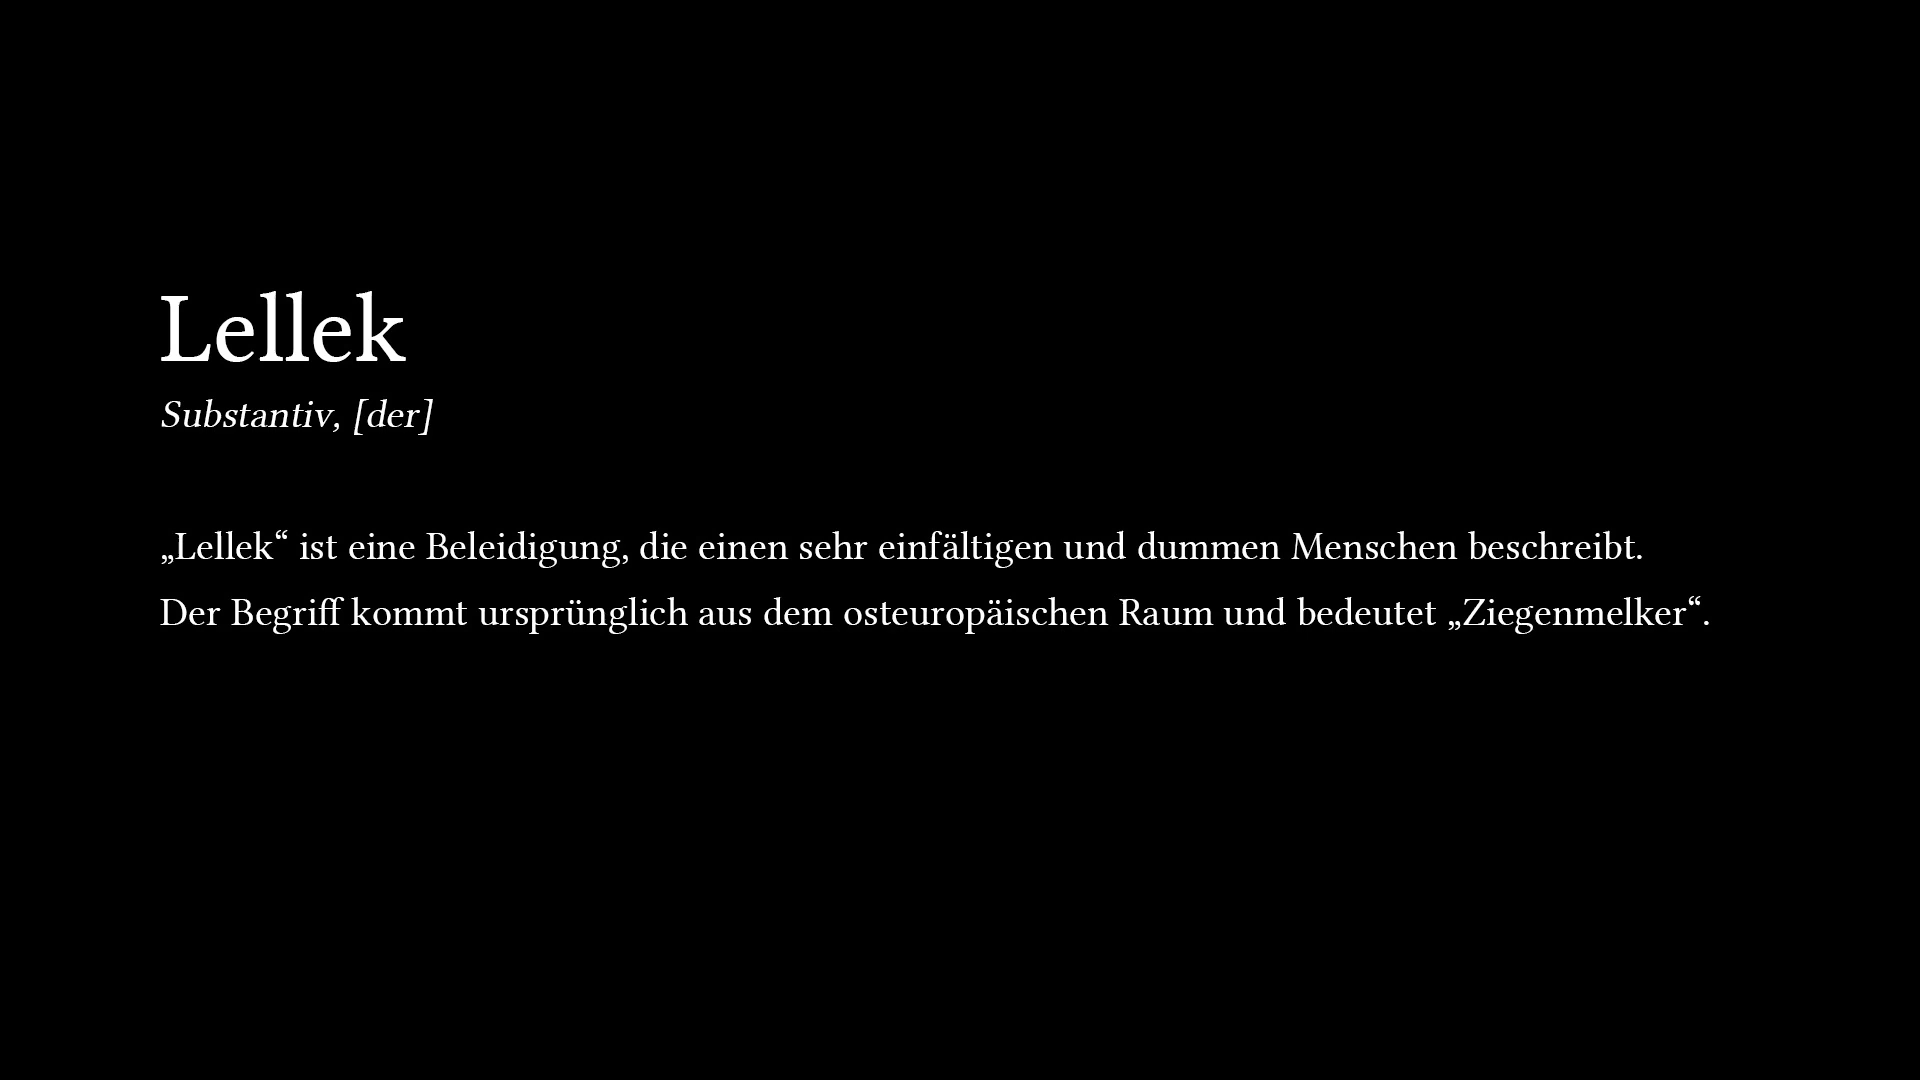 Lellek
Substantiv, [der]
„Lellek“ ist eine Beleidigung, die einen sehr einfältigen und dummen Menschen beschreibt.
Der Begriff kommt ursprünglich aus dem osteuropäischen Raum und bedeutet „Ziegenmelker“.